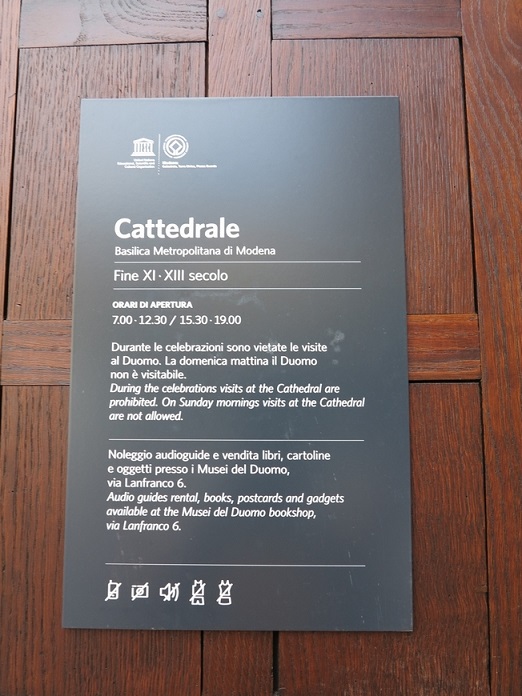 Cattedrale
Basilica Metropolitana di Modena
Fine XI · XIII secolo
ORARI DI APERTURA
7.00 · 12.30 / 15.30 · 19.00
Durante le celebrazioni sono vietate le visite
al Duomo. La domenica mattina il Duomo
non è visitabile.
During the celebrations visits at the Cathedral are
prohibited. On Sunday mornings visits at the Cathedral
are not allowed.
Noleggio audioguide e vendita libri, cartoline
e oggetti presso i Musei del Duomo,
via Lanfranco 6.
Audio guides rental, books, postcards and gadgets
available at the Musei del Duomo bookshop,
via Lanfranco 6.